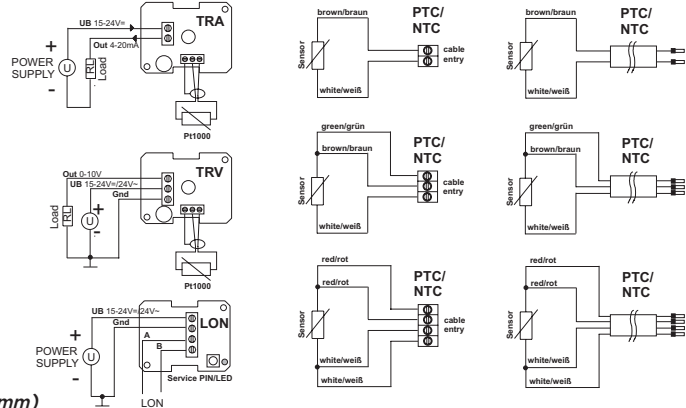 UB 15-24V=
Out 4-20mA
TRA
+
POWER
SUPPLY
U
-
RL
Load
Pt1000
Out 0-10V
UB 15-24V=/24V~
Gnd
TRV
Load
RL
U
+
-
Pt1000
UB 15-24V=/24V~
Gnd
A
B
LON
+
POWER
SUPPLY
U
-
Service PIN/LED
LON
mm)
brown/braun
PTC/
NTC
Sensor
cable
entry
white/weiß
brown/braun
PTC/
NTC
Sensor
white/weiß
green/grün
brown/braun
PTC/
NTC
Sensor
cable
entry
white/weiß
green/grün
brown/braun
PTC/
NTC
Sensor
white/weiß
red/rot
red/rot
PTC/
NTC
Sensor
cable
entry
white/weiß
white/weiß
red/rot
red/rot
PTC/
NTC
Sensor
white/weiß
white/weiß